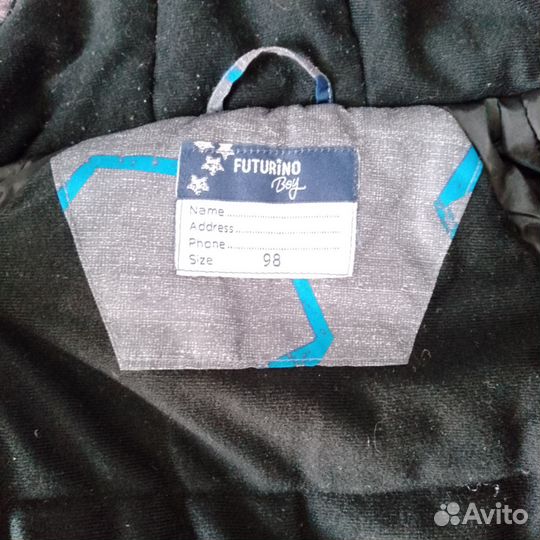 FUTURiNO
Boy
Name
Address
Phone
Size 98
Avito